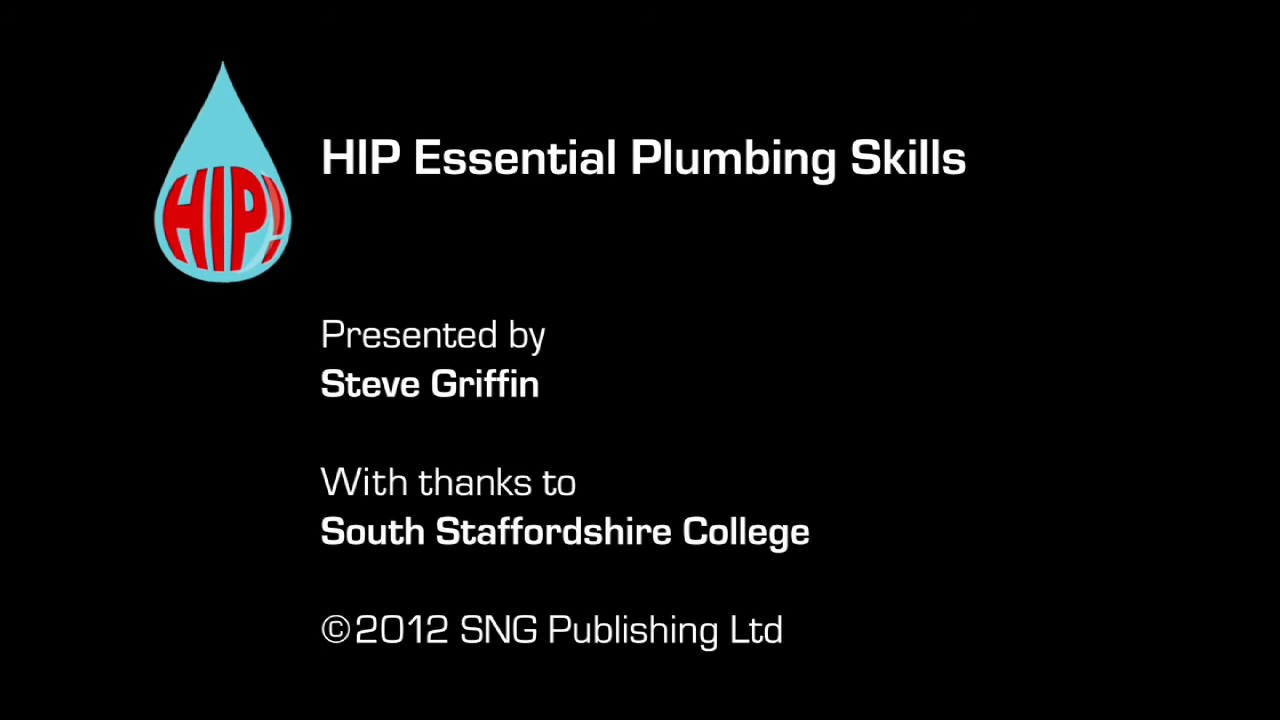 HIP Essential Plumbing Skills
HIP!
Presented by
Steve Griffin
With thanks to
South Staffordshire College
©2012 SNG Publishing Ltd